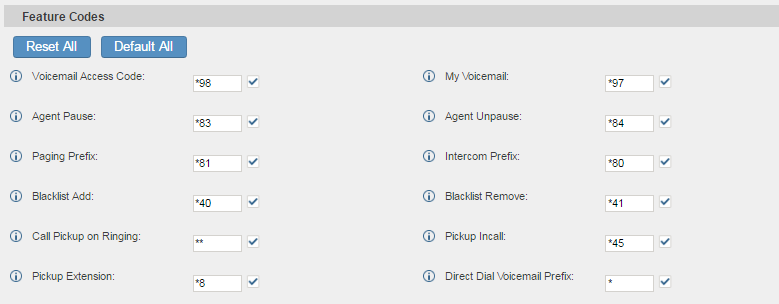 Feature Codes
Reset All Default All
Voicemail Access Code: *98 My Voicemail: *97
Agent Pause: *83 Agent Unpause: *84
Paging Prefix: *81 Intercom Prefix: *80
Blacklist Add: *40 Blacklist Remove: *41
Call Pickup on Ringing: ** Pickup Incall: *45
Pickup Extension: *8 Direct Dial Voicemail Prefix: *